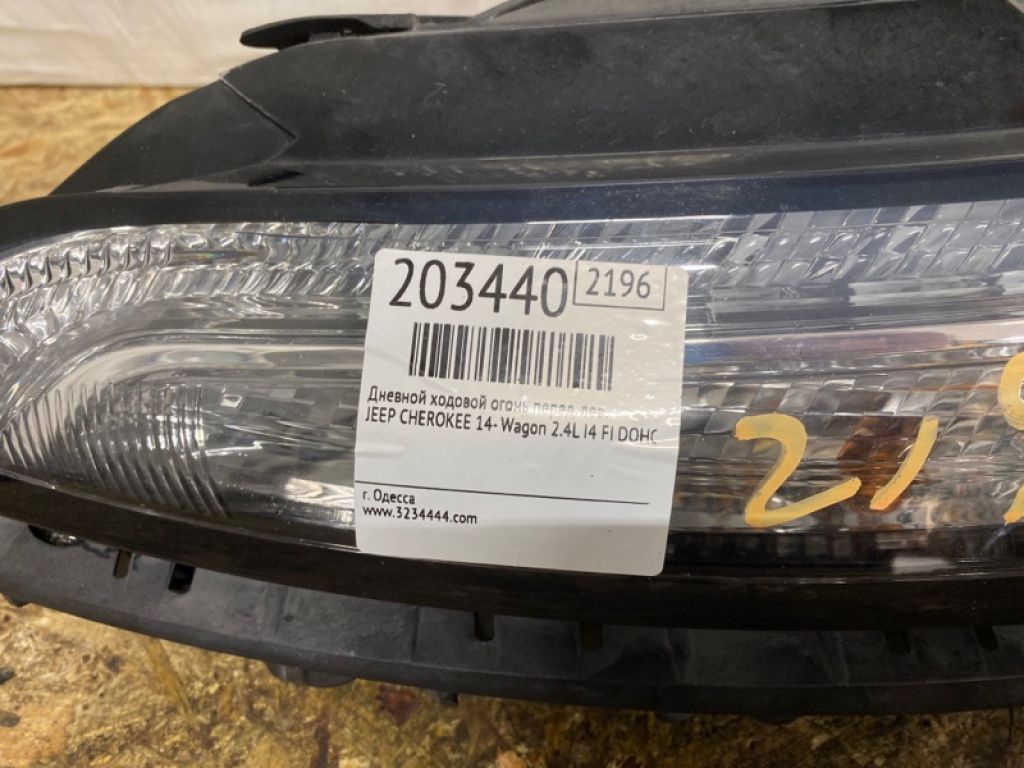 203440 2196
Дневной ходовой огонь перед. лев.
JEEP CHEROKEE 14- Wagon 2.4L I4 FI DOHC
г. Одесса
www.3234444.com
219